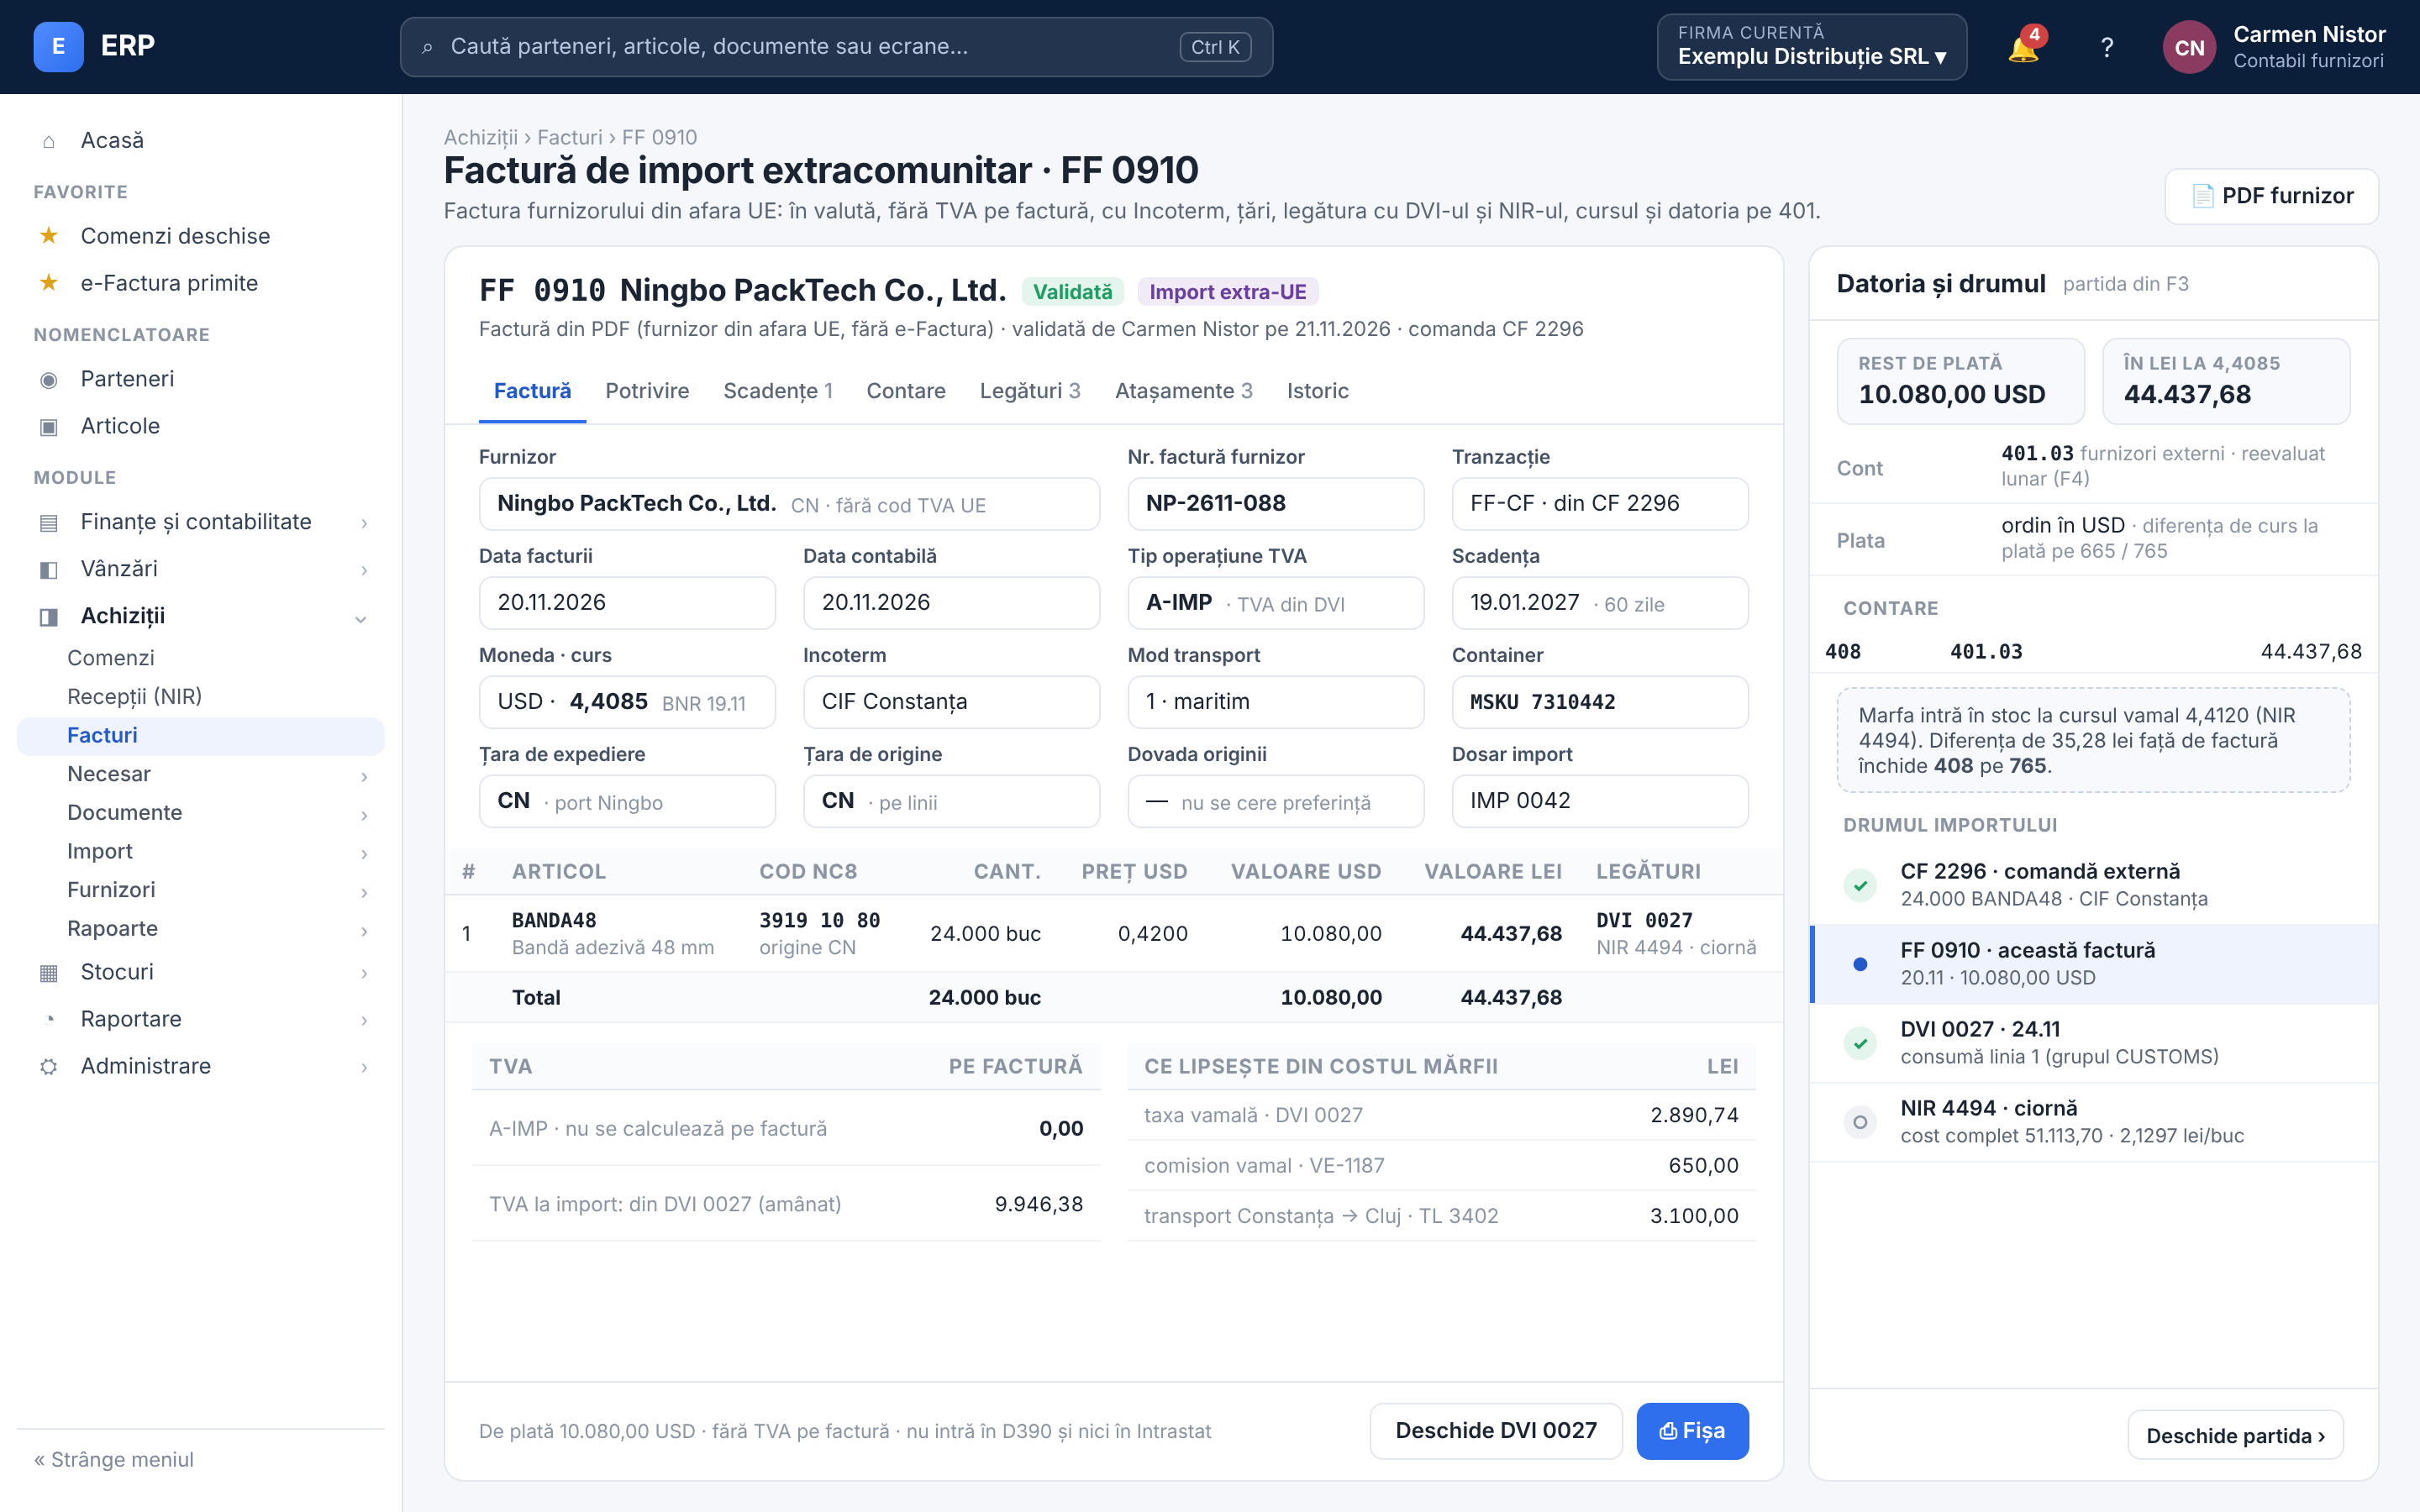 E ERP
Caută parteneri, articole, documente sau ecrane... Ctrl K
FIRMA CURENTĂ
Exemplu Distribuție SRL ▾
4
?
CN
Carmen Nistor
Contabil furnizori
Acasă
FAVORITE
★ Comenzi deschise
★ e-Factura primite
NOMENCLATOARE
Parteneri
Articole
MODULE
Finanțe și contabilitate ›
Vânzări ›
Achiziții
Comenzi
Recepții (NIR)
Facturi
Necesar ›
Documente ›
Import ›
Furnizori ›
Rapoarte ›
Stocuri ›
Raportare ›
Administrare ›
« Strânge meniul
Achiziții › Facturi › FF 0910
Factură de import extracomunitar · FF 0910
Factura furnizorului din afara UE: în valută, fără TVA pe factură, cu Incoterm, țări, legătura cu DVI-ul și NIR-ul, cursul și datoria pe 401.
PDF furnizor
FF 0910 Ningbo PackTech Co., Ltd. Validată Import extra-UE
Factură din PDF (furnizor din afara UE, fără e-Factura) · validată de Carmen Nistor pe 21.11.2026 · comanda CF 2296
Factură Potrivire Scadențe 1 Contare Legături 3 Atașamente 3 Istoric
Furnizor Nr. factură furnizor Tranzacție
Ningbo PackTech Co., Ltd. CN · fără cod TVA UE NP-2611-088 FF-CF · din CF 2296
Data facturii Data contabilă Tip operațiune TVA Scadența
20.11.2026 20.11.2026 A-IMP · TVA din DVI 19.01.2027 · 60 zile
Moneda · curs Incoterm Mod transport Container
USD · 4,4085 BNR 19.11 CIF Constanța 1 · maritim MSKU 7310442
Țara de expediere Țara de origine Dovada originii Dosar import
CN · port Ningbo CN · pe linii — nu se cere preferință IMP 0042
# ARTICOL COD NC8 CANT. PREȚ USD VALOARE USD VALOARE LEI LEGĂTURI
1 BANDA48 3919 10 80 24.000 buc 0,4200 10.080,00 44.437,68 DVI 0027
Bandă adezivă 48 mm origine CN NIR 4494 · ciornă
Total 24.000 buc 10.080,00 44.437,68
TVA PE FACTURĂ
A-IMP · nu se calculează pe factură 0,00
TVA la import: din DVI 0027 (amânat) 9.946,38
CE LIPSEȘTE DIN COSTUL MĂRFII LEI
taxa vamală · DVI 0027 2.890,74
comision vamal · VE-1187 650,00
transport Constanța → Cluj · TL 3402 3.100,00
De plată 10.080,00 USD · fără TVA pe factură · nu intră în D390 și nici în Intrastat
Deschide DVI 0027
Fișa
Datoria și drumul partida din F3
REST DE PLATĂ
10.080,00 USD
ÎN LEI LA 4,4085
44.437,68
Cont 401.03 furnizori externi · reevaluat
lunar (F4)
Plata ordin în USD · diferența de curs la
plată pe 665 / 765
CONTARE
408 401.03 44.437,68
Marfa intră în stoc la cursul vamal 4,4120 (NIR
4494). Diferența de 35,28 lei față de factură
închide 408 pe 765.
DRUMUL IMPORTULUI
CF 2296 · comandă externă
24.000 BANDA48 · CIF Constanța
FF 0910 · această factură
20.11 · 10.080,00 USD
DVI 0027 · 24.11
consumă linia 1 (grupul CUSTOMS)
NIR 4494 · ciornă
cost complet 51.113,70 · 2,1297 lei/buc
Deschide partida ›